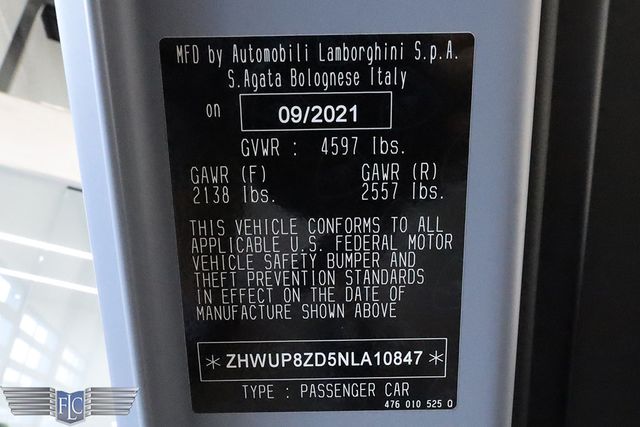 MFD by Automobili Lamborghini S.p.A.
S.Agata Bolognese Italy
on 09/2021
GVWR : 4597 lbs.
GAWR (F) GAWR (R)
2138 lbs. 2557 lbs.
THIS VEHICLE CONFORMS TO ALL
APPLICABLE U.S. FEDERAL MOTOR
VEHICLE SAFETY BUMPER AND
THEFT PREVENTION STANDARDS
IN EFFECT ON THE DATE OF
MANUFACTURE SHOWN ABOVE
*ZHWUP8ZD5NLA10847*
TYPE : PASSENGER CAR
476 010 525 Q
FLC